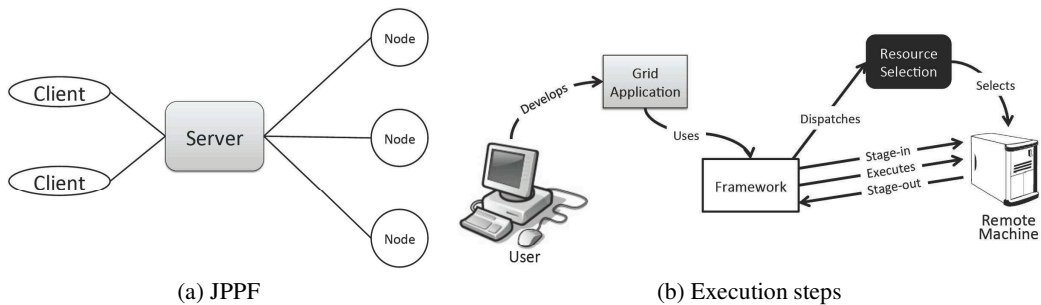 Client
Client
Server
Node
Node
Node
(a) JPPF
User
Develops
Grid
Application
Uses
Framework
Dispatches
Resource
Selection
Selects
Stage-in
Executes
Stage-out
Remote
Machine
(b) Execution steps